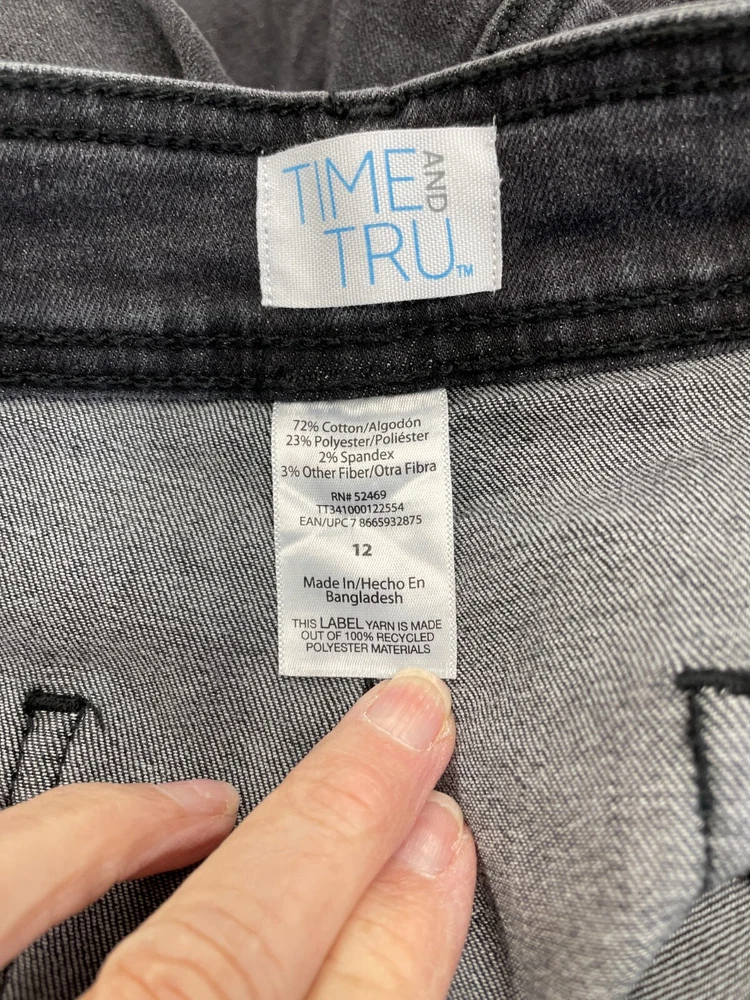 TIME AND
TRU™
72% Cotton/Algodón
23% Polyester/Poliéster
2% Spandex
3% Other Fiber/Otra Fibra
RN# 52469
TT341000122554
EAN/UPC 7 8665932875
12
Made In/Hecho En
Bangladesh
THIS LABEL YARN IS MADE
OUT OF 100% RECYCLED
POLYESTER MATERIALS